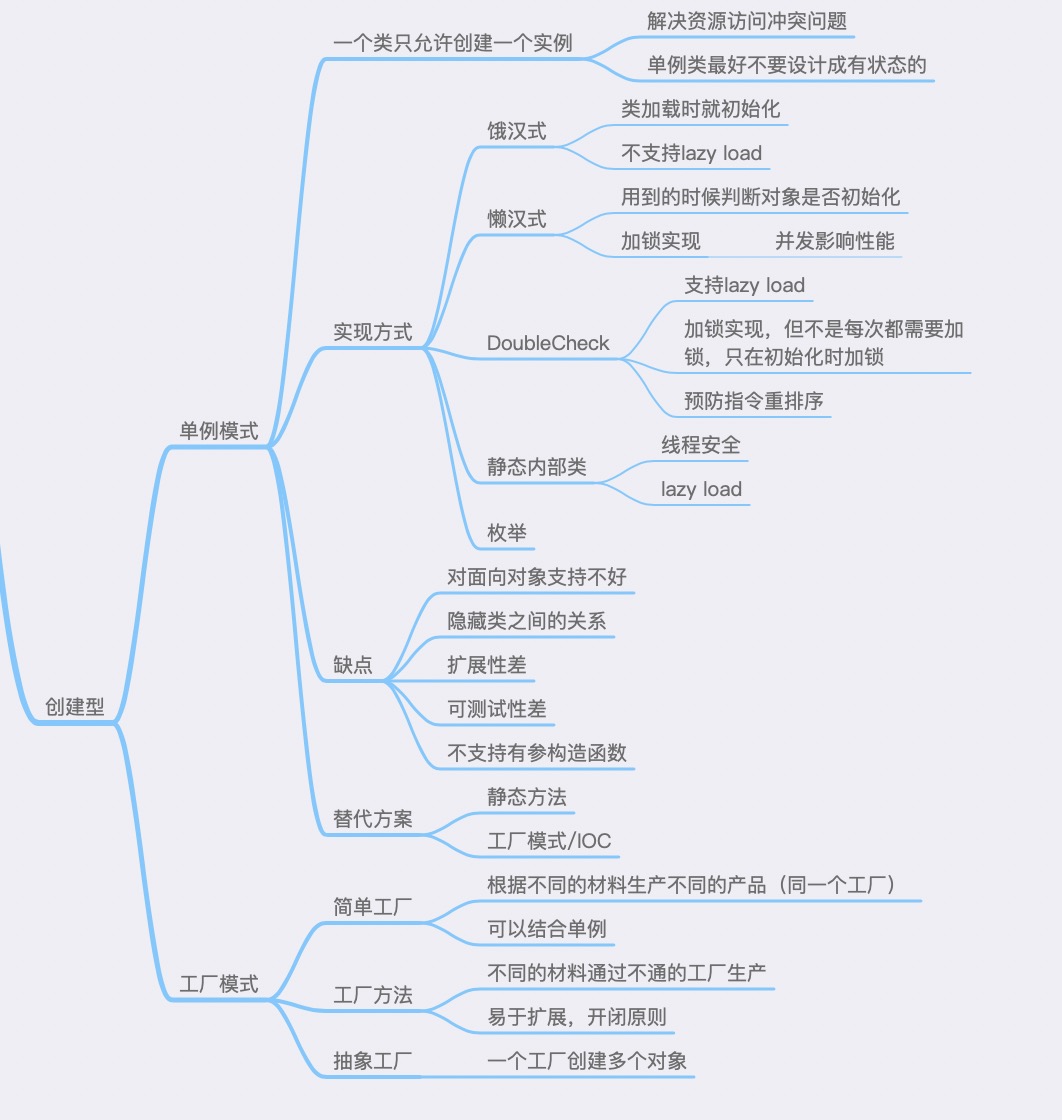 一个类只允许创建一个实例
解决资源访问冲突问题
单例类最好不要设计成有状态的
饿汉式
类加载时就初始化
不支持lazy load
懒汉式
用到的时候判断对象是否初始化
加锁实现
并发影响性能
实现方式
DoubleCheck
支持lazy load
加锁实现，但不是每次都需要加
锁，只在初始化时加锁
预防指令重排序
单例模式
静态内部类
线程安全
lazy load
枚举
缺点
对面向对象支持不好
隐藏类之间的关系
扩展性差
可测试性差
不支持有参构造函数
创建型
替代方案
静态方法
工厂模式/IOC
简单工厂
根据不同的材料生产不同的产品（同一个工厂）
可以结合单例
工厂模式
工厂方法
不同的材料通过不通的工厂生产
易于扩展，开闭原则
抽象工厂
一个工厂创建多个对象